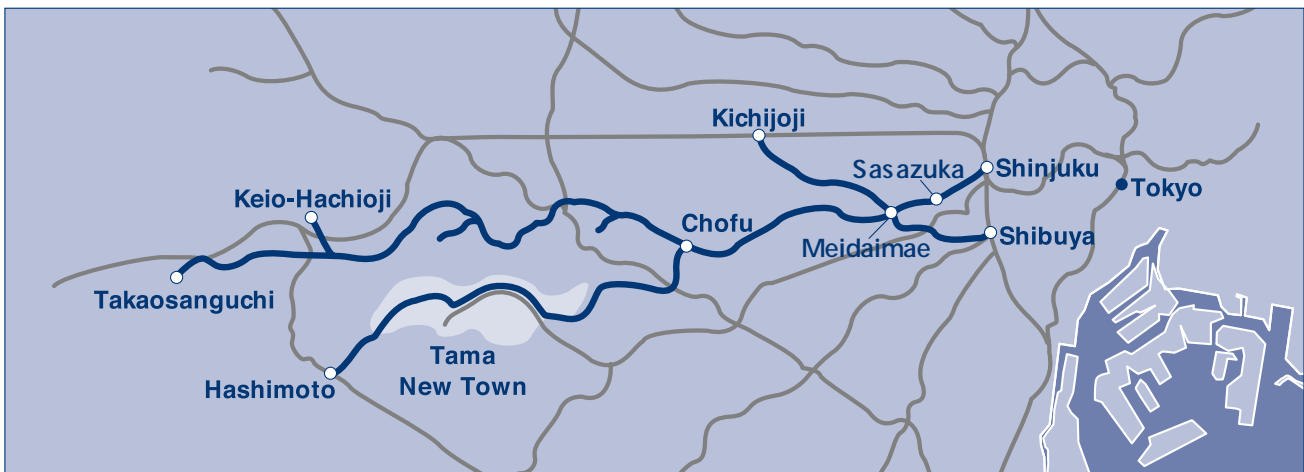 Kichijoji
Sasazuka
Shinjuku
Keio-Hachioji
Tokyo
Chofu
Meidaimae
Shibuya
Takaosanguchi
Tama
New Town
Hashimoto